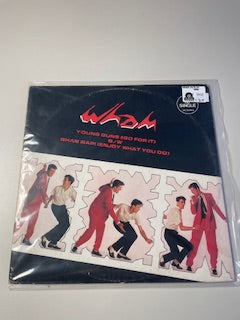 Wham
YOUNG GUNS (GO FOR IT)
B/W
WHAM RAP! (ENJOY WHAT YOU DO)
SINGLE